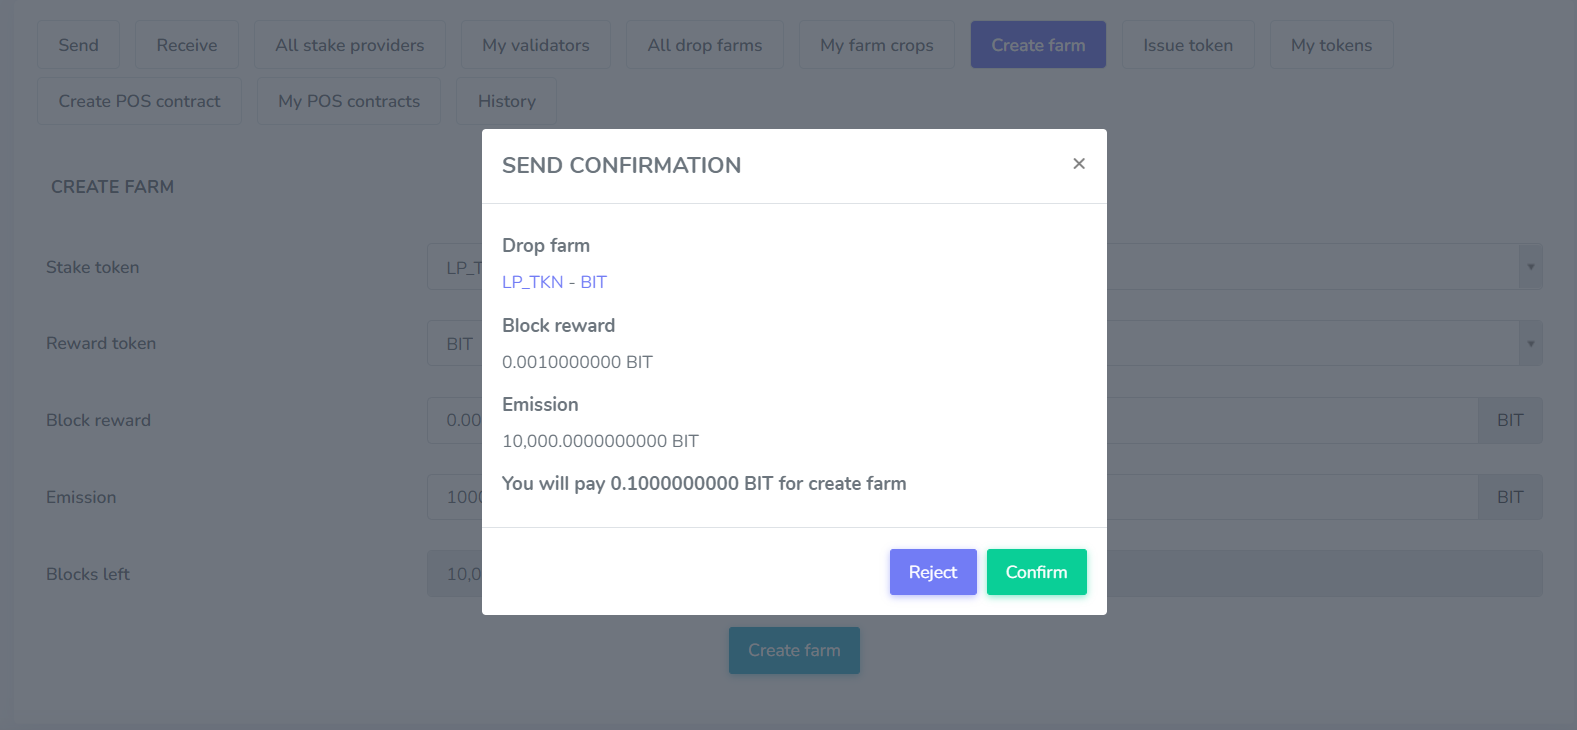 Send Receive All stake providers My validators All drop farms My farm crops Create farm Issue token My tokens
Create POS contract My POS contracts History
SEND CONFIRMATION ×
CREATE FARM
Drop farm
Stake token LP_T
LP_TKN - BIT
Block reward
Reward token BIT
0.0010000000 BIT
Emission
Block reward 0.00 BIT
10,000.0000000000 BIT
You will pay 0.1000000000 BIT for create farm
Emission 1000 BIT
Blocks left 10,0
Reject Confirm
Create farm